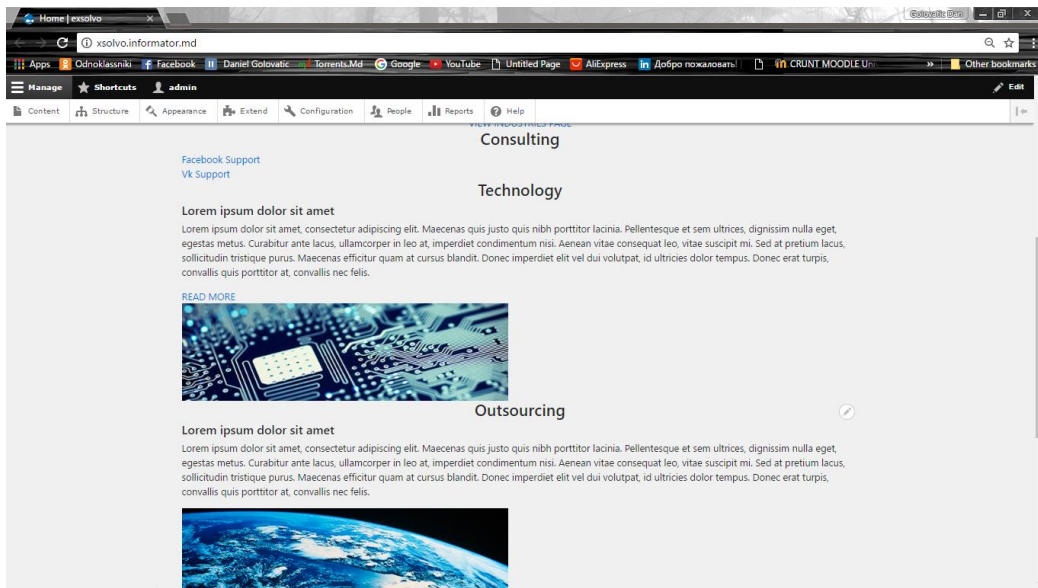 Home | exsolvo
Golovatic Dan
xsolvo.informator.md
Apps Odnoklassniki Facebook Daniel Golovatic Torrents.Md Google YouTube Untitled Page AliExpress Добро пожаловать! CRUNT MOODLE Uni » Other bookmarks
Manage Shortcuts admin Edit
Content Structure Appearance Extend Configuration People Reports Help
VIEW INDUSTRIES PAGE
Consulting
Facebook Support
Vk Support
Technology
Lorem ipsum dolor sit amet
Lorem ipsum dolor sit amet, consectetur adipiscing elit. Maecenas quis justo quis nibh porttitor lacinia. Pellentesque et sem ultrices, dignissim nulla eget,
egestas metus. Curabitur ante lacus, ullamcorper in leo at, imperdiet condimentum nisi. Aenean vitae consequat leo, vitae suscipit mi. Sed at pretium lacus,
sollicitudin tristique purus. Maecenas efficitur quam at cursus blandit. Donec imperdiet elit vel dui volutpat, id ultricies dolor tempus. Donec erat turpis,
convallis quis porttitor at, convallis nec felis.
READ MORE
Outsourcing
Lorem ipsum dolor sit amet
Lorem ipsum dolor sit amet, consectetur adipiscing elit. Maecenas quis justo quis nibh porttitor lacinia. Pellentesque et sem ultrices, dignissim nulla eget,
egestas metus. Curabitur ante lacus, ullamcorper in leo at, imperdiet condimentum nisi. Aenean vitae consequat leo, vitae suscipit mi. Sed at pretium lacus,
sollicitudin tristique purus. Maecenas efficitur quam at cursus blandit. Donec imperdiet elit vel dui volutpat, id ultricies dolor tempus. Donec erat turpis,
convallis quis porttitor at, convallis nec felis.